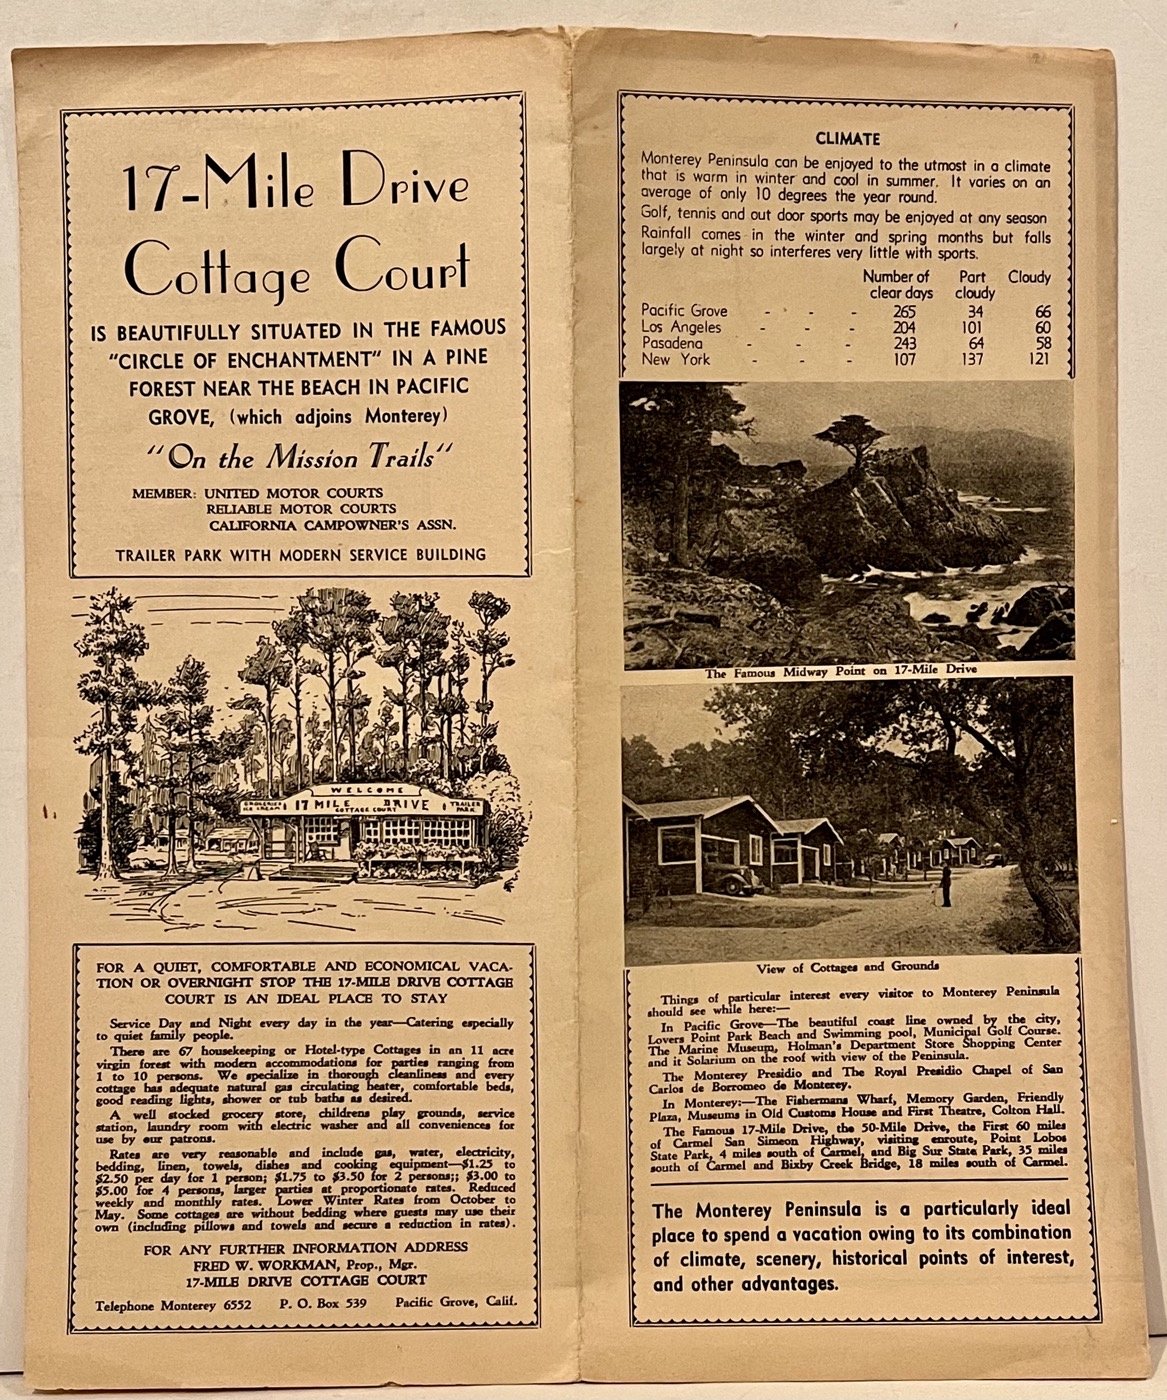 17-Mile Drive
Cottage Court
IS BEAUTIFULLY SITUATED IN THE FAMOUS
"CIRCLE OF ENCHANTMENT" IN A PINE
FOREST NEAR THE BEACH IN PACIFIC
GROVE, (which adjoins Monterey)
"On the Mission Trails"
MEMBER: UNITED MOTOR COURTS
RELIABLE MOTOR COURTS
CALIFORNIA CAMPOWNER'S ASSN.
TRAILER PARK WITH MODERN SERVICE BUILDING
WELCOME
GROCERIES
ICE CREAM
17 MILE DRIVE
COTTAGE COURT
TRAILER
PARK
FOR A QUIET, COMFORTABLE AND ECONOMICAL VACA-
TION OR OVERNIGHT STOP THE 17-MILE DRIVE COTTAGE
COURT IS AN IDEAL PLACE TO STAY
Service Day and Night every day in the year—Catering especially
to quiet family people.
There are 67 housekeeping or Hotel-type Cottages in an 11 acre
virgin forest with modern accommodations for parties ranging from
1 to 10 persons. We specialize in thorough cleanliness and every
cottage has adequate natural gas circulating heater, comfortable beds,
good reading lights, shower or tub baths as desired.
A well stocked grocery store, childrens play grounds, service
station, laundry room with electric washer and all conveniences for
use by our patrons.
Rates are very reasonable and include gas, water, electricity,
bedding, linen, towels, dishes and cooking equipment—$1.25 to
$2.50 per day for 1 person; $1.75 to $3.50 for 2 persons;; $3.00 to
$5.00 for 4 persons, larger parties at proportionate rates. Reduced
weekly and monthly rates. Lower Winter Rates from October to
May. Some cottages are without bedding where guests may use their
own (including pillows and towels and secure a reduction in rates).
FOR ANY FURTHER INFORMATION ADDRESS
FRED W. WORKMAN, Prop., Mgr.
17-MILE DRIVE COTTAGE COURT
Telephone Monterey 6552 P. O. Box 539 Pacific Grove, Calif.
CLIMATE
Monterey Peninsula can be enjoyed to the utmost in a climate
that is warm in winter and cool in summer. It varies on an
average of only 10 degrees the year round.
Golf, tennis and out door sports may be enjoyed at any season
Rainfall comes in the winter and spring months but falls
largely at night so interferes very little with sports.
Number of Part Cloudy
clear days cloudy
Pacific Grove - - - 265 34 66
Los Angeles - - - 204 101 60
Pasadena - - - 243 64 58
New York - - - 107 137 121
The Famous Midway Point on 17-Mile Drive
View of Cottages and Grounds
Things of particular interest every visitor to Monterey Peninsula
should see while here:—
In Pacific Grove—The beautiful coast line owned by the city,
Lovers Point Park Beach and Swimming pool, Municipal Golf Course.
The Marine Museum, Holman's Department Store Shopping Center
and it Solarium on the roof with view of the Peninsula.
The Monterey Presidio and The Royal Presidio Chapel of San
Carlos de Borromeo de Monterey.
In Monterey:—The Fishermans Wharf, Memory Garden, Friendly
Plaza, Museums in Old Customs House and First Theatre, Colton Hall.
The Famous 17-Mile Drive, the 50-Mile Drive, the First 60 miles
of Carmel San Simeon Highway, visiting enroute, Point Lobos
State Park, 4 miles south of Carmel, and Big Sur State Park, 35 miles
south of Carmel and Bixby Creek Bridge, 18 miles south of Carmel.
The Monterey Peninsula is a particularly ideal
place to spend a vacation owing to its combination
of climate, scenery, historical points of interest,
and other advantages.